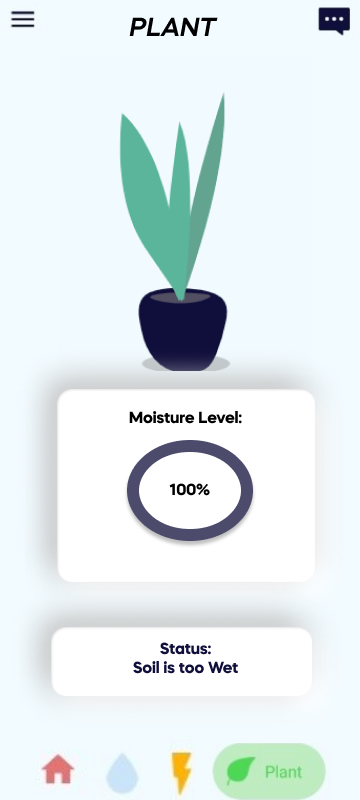 PLANT
Moisture Level:
100%
Status:
Soil is too Wet
Plant